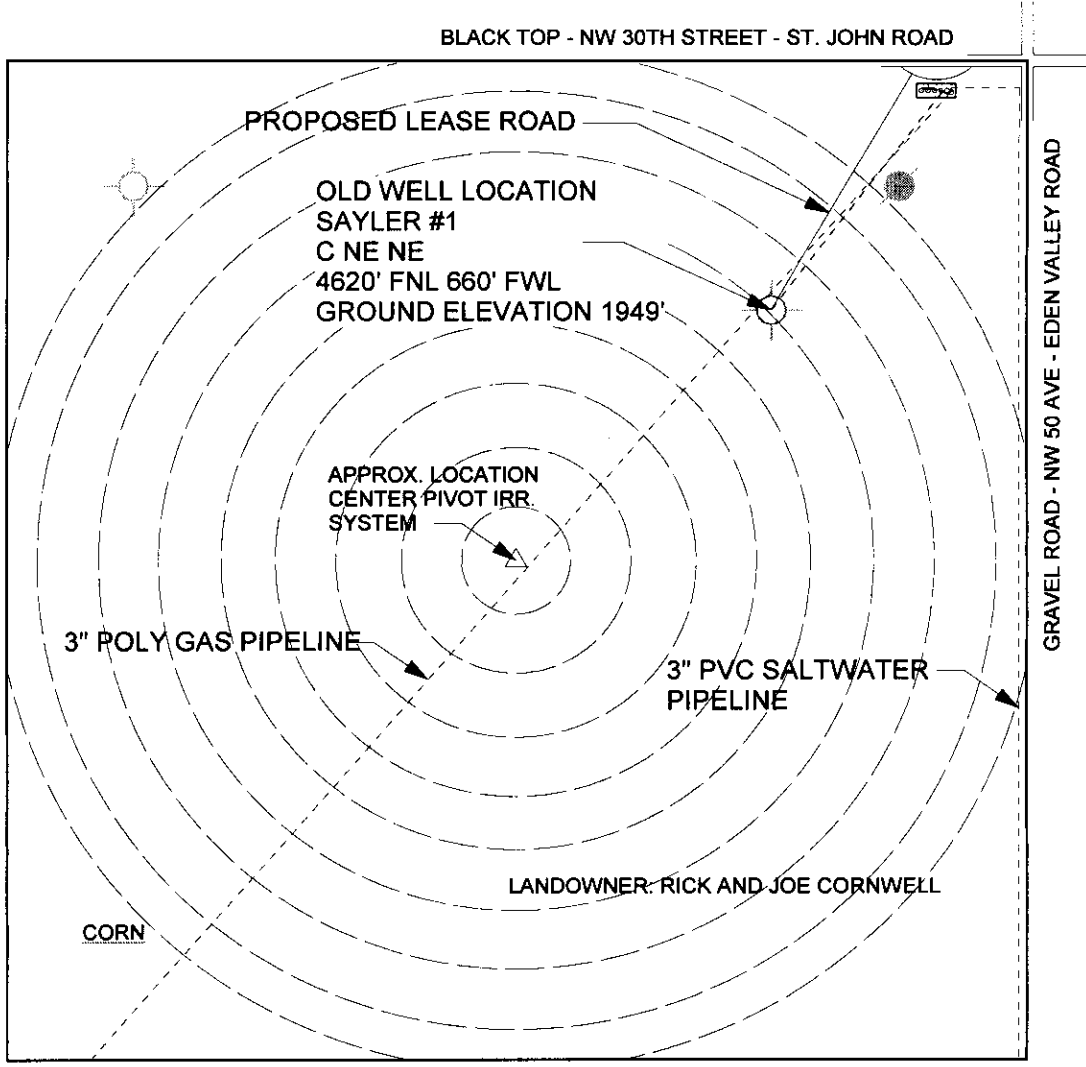 BLACK TOP - NW 30TH STREET - ST. JOHN ROAD
PROPOSED LEASE ROAD
OLD WELL LOCATION
SAYLER #1
C NE NE
4620' FNL 660' FWL
GROUND ELEVATION 1949'
GRAVEL ROAD - NW 50 AVE - EDEN VALLEY ROAD
APPROX. LOCATION
CENTER PIVOT IRR.
SYSTEM
3" POLY GAS PIPELINE
3" PVC SALTWATER
PIPELINE
LANDOWNER: RICK AND JOE CORNWELL
CORN